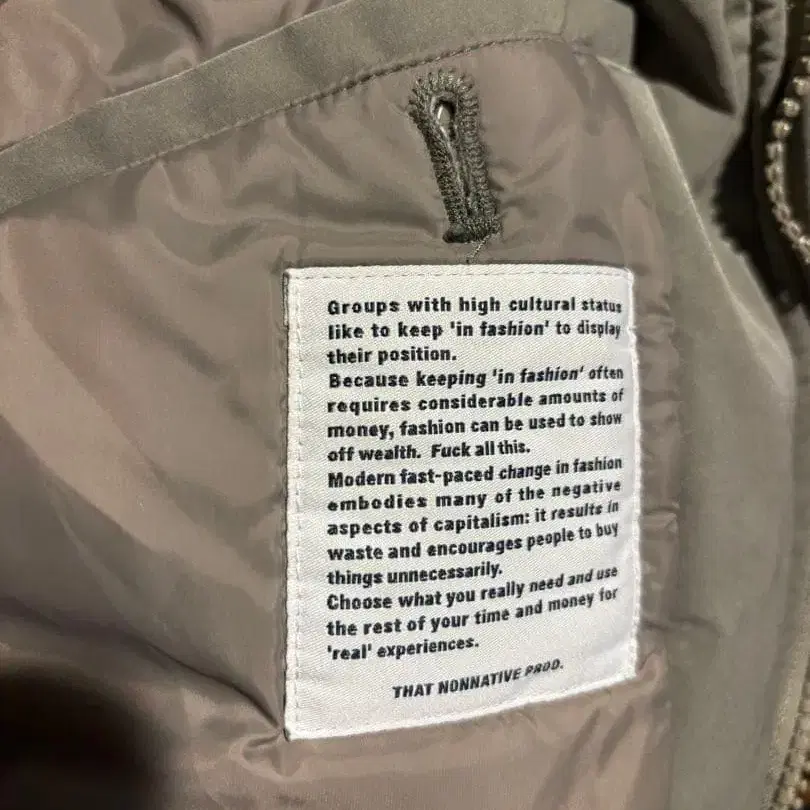 Groups with high cultural status
like to keep 'in fashion' to display
their position.
Because keeping 'in fashion' often
requires considerable amounts of
money, fashion can be used to show
off wealth. Fuck all this.
Modern fast-paced change in fashion
embodies many of the negative
aspects of capitalism: it results in
waste and encourages people to buy
things unnecessarily.
Choose what you really need and use
the rest of your time and money for
'real' experiences.
THAT NONNATIVE PROD.